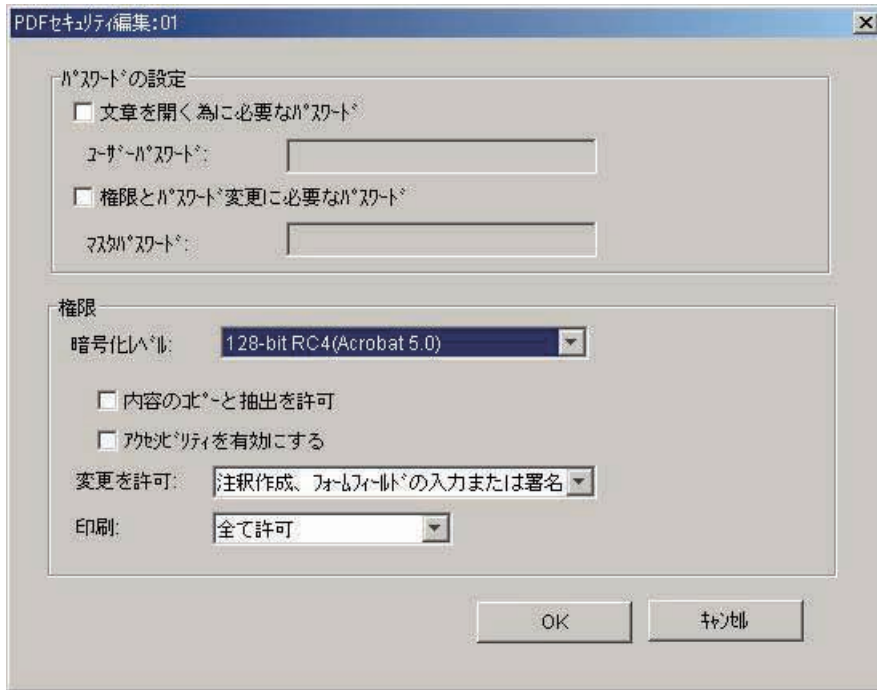 PDFｾｷｭﾘﾃｨ編集:01
ﾊﾟｽﾜｰﾄﾞの設定
文章を開く為に必要なﾊﾟｽﾜｰﾄﾞ
ﾕｰｻﾞｰﾊﾟｽﾜｰﾄﾞ:
権限とﾊﾟｽﾜｰﾄﾞ変更に必要なﾊﾟｽﾜｰﾄﾞ
ﾏｽﾀﾊﾟｽﾜｰﾄﾞ:
権限
暗号化ﾚﾍﾞﾙ: 128-bit RC4(Acrobat 5.0)
内容のｺﾋﾟｰと抽出を許可
ｱｸｾｼﾋﾞﾘﾃｨを有効にする
変更を許可: 注釈作成、ﾌｫｰﾑﾌｨｰﾙﾄﾞの入力または署名
印刷: 全て許可
OK ｷｬﾝｾﾙ